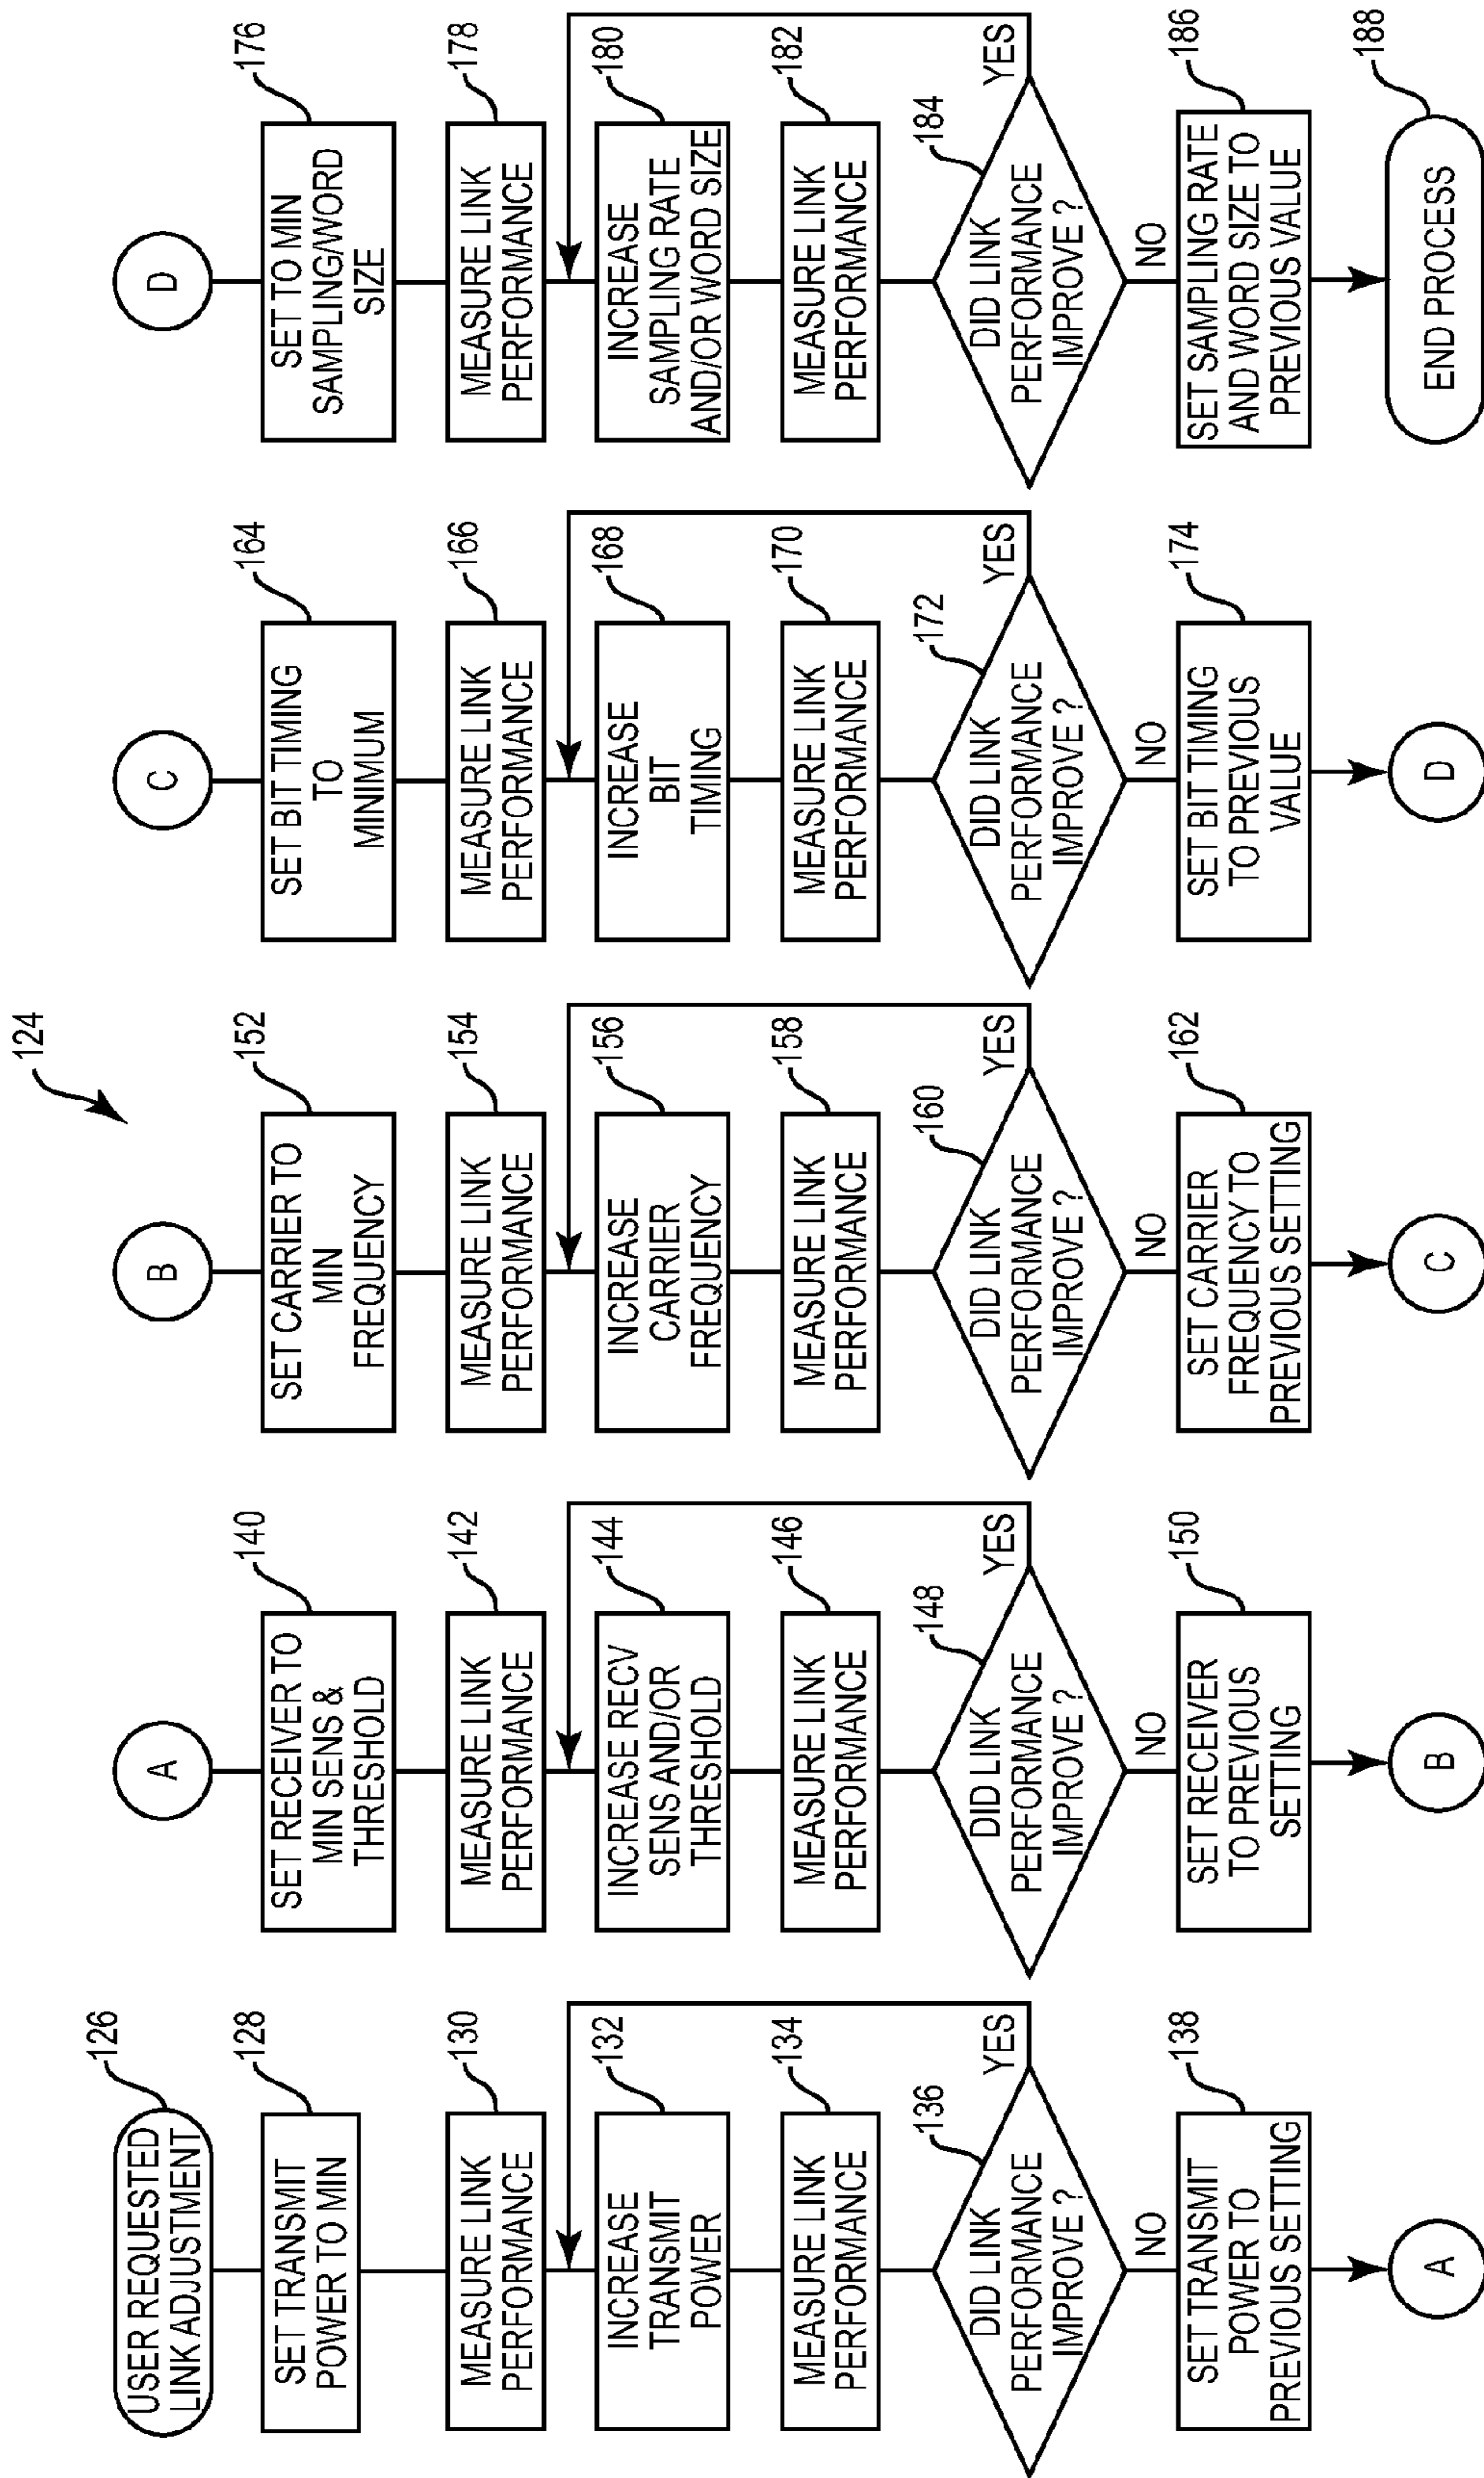 124
USER REQUESTED
LINK ADJUSTMENT
126
SET TRANSMIT
POWER TO MIN
128
MEASURE LINK
PERFORMANCE
130
INCREASE
TRANSMIT
POWER
132
MEASURE LINK
PERFORMANCE
134
DID LINK
PERFORMANCE
IMPROVE ?
136
YES
NO
SET TRANSMIT
POWER TO
PREVIOUS SETTING
138
A
A
SET RECEIVER TO
MIN SENS &
THRESHOLD
140
MEASURE LINK
PERFORMANCE
142
INCREASE RECV
SENS AND/OR
THRESHOLD
144
MEASURE LINK
PERFORMANCE
146
DID LINK
PERFORMANCE
IMPROVE ?
148
YES
NO
SET RECEIVER
TO PREVIOUS
SETTING
150
B
B
SET CARRIER TO
MIN
FREQUENCY
152
MEASURE LINK
PERFORMANCE
154
INCREASE
CARRIER
FREQUENCY
156
MEASURE LINK
PERFORMANCE
158
DID LINK
PERFORMANCE
IMPROVE ?
160
YES
NO
SET CARRIER
FREQUENCY TO
PREVIOUS SETTING
162
C
C
SET BIT TIMING
TO
MINIMUM
164
MEASURE LINK
PERFORMANCE
166
INCREASE
BIT
TIMING
168
MEASURE LINK
PERFORMANCE
170
DID LINK
PERFORMANCE
IMPROVE ?
172
YES
NO
SET BIT TIMING
TO PREVIOUS
VALUE
174
D
D
SET TO MIN
SAMPLING/WORD
SIZE
176
MEASURE LINK
PERFORMANCE
178
INCREASE
SAMPLING RATE
AND/OR WORD SIZE
180
MEASURE LINK
PERFORMANCE
182
DID LINK
PERFORMANCE
IMPROVE ?
184
YES
NO
SET SAMPLING RATE
AND WORD SIZE TO
PREVIOUS VALUE
186
END PROCESS
188